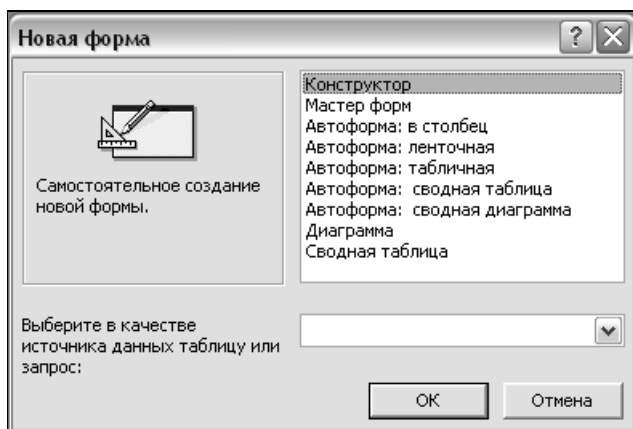 Новая форма
Самостоятельное создание
новой формы.
Конструктор
Мастер форм
Автоформа: в столбец
Автоформа: ленточная
Автоформа: табличная
Автоформа: сводная таблица
Автоформа: сводная диаграмма
Диаграмма
Сводная таблица
Выберите в качестве
источника данных таблицу или
запрос:
ОК
Отмена